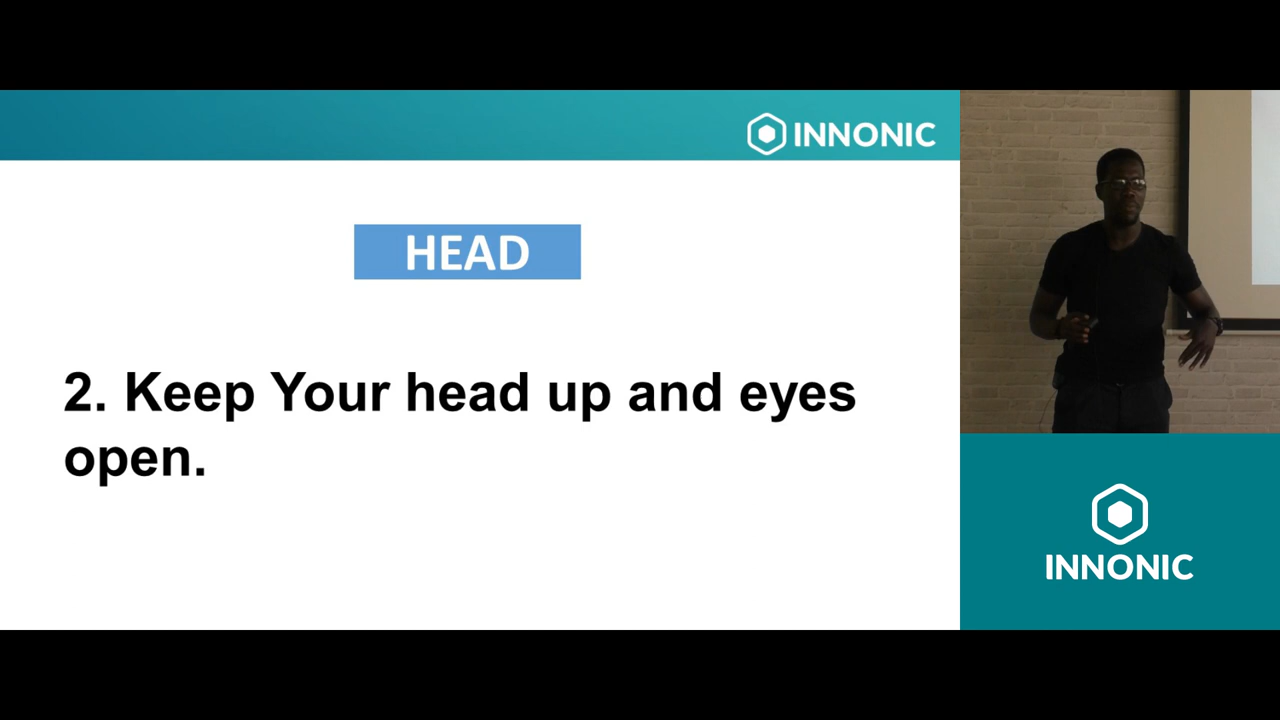 INNONIC
HEAD
2. Keep Your head up and eyes
open.
INNONIC